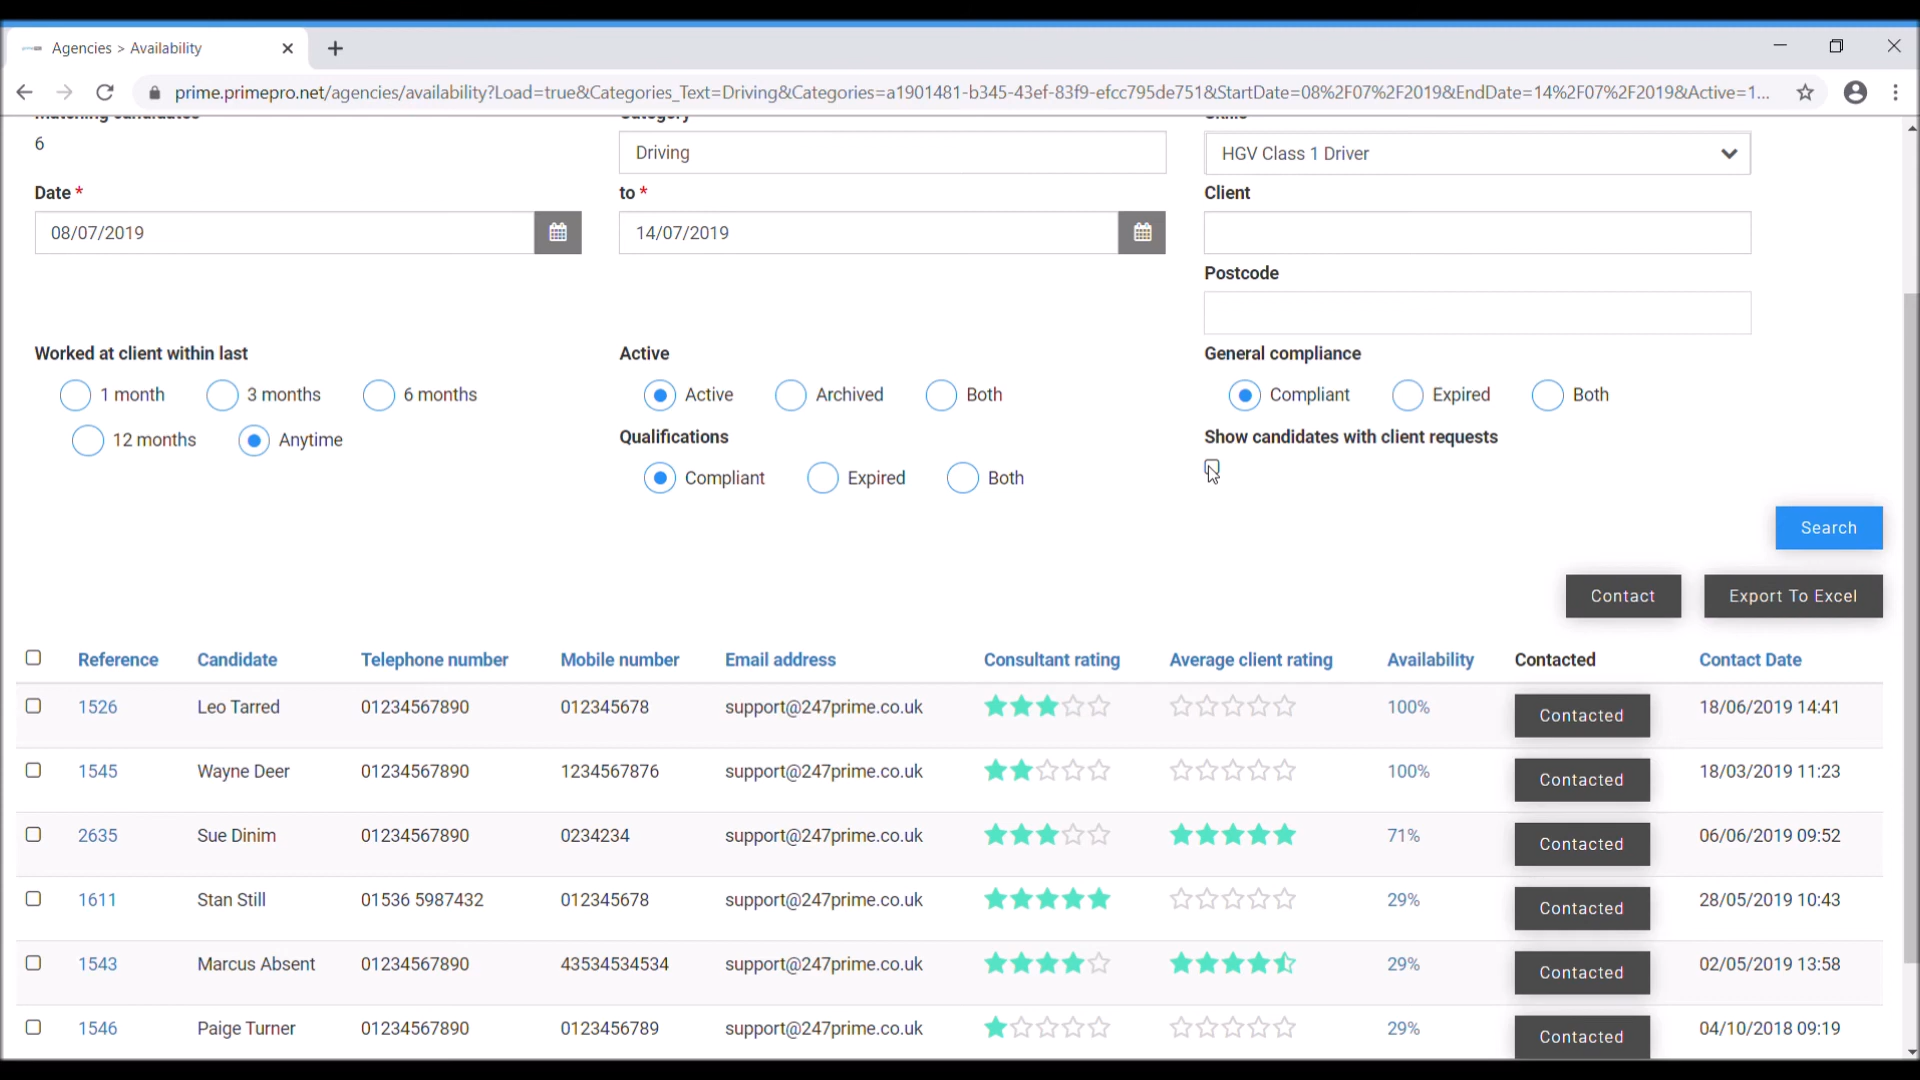 Agencies > Availability
prime.primepro.net/agencies/availability?Load=true&Categories_Text=Driving&Categories=a1901481-b345-43ef-83f9-efcc795de751&StartDate=08%2F07%2F2019&EndDate=14%2F07%2F2019&Active=1...
Matching candidates Category Skills
6 Driving HGV Class 1 Driver
Date * to * Client
08/07/2019 14/07/2019
Postcode
Worked at client within last Active General compliance
1 month 3 months 6 months Active Archived Both Compliant Expired Both
12 months Anytime Qualifications Show candidates with client requests
Compliant Expired Both
Search
Contact Export To Excel
Reference Candidate Telephone number Mobile number Email address Consultant rating Average client rating Availability Contacted Contact Date
1526 Leo Tarred 01234567890 012345678 support@247prime.co.uk 100% Contacted 18/06/2019 14:41
1545 Wayne Deer 01234567890 1234567876 support@247prime.co.uk 100% Contacted 18/03/2019 11:23
2635 Sue Dinim 01234567890 0234234 support@247prime.co.uk 71% Contacted 06/06/2019 09:52
1611 Stan Still 01536 5987432 012345678 support@247prime.co.uk 29% Contacted 28/05/2019 10:43
1543 Marcus Absent 01234567890 43534534534 support@247prime.co.uk 29% Contacted 02/05/2019 13:58
1546 Paige Turner 01234567890 0123456789 support@247prime.co.uk 29% Contacted 04/10/2018 09:19